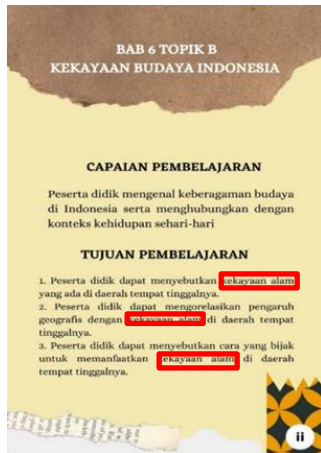 BAB 6 TOPIK B
KEKAYAAN BUDAYA INDONESIA
CAPAIAN PEMBELAJARAN
Peserta didik mengenal keberagaman budaya
di Indonesia serta menghubungkan dengan
konteks kehidupan sehari-hari
TUJUAN PEMBELAJARAN
1. Peserta didik dapat menyebutkan kekayaan alam
yang ada di daerah tempat tinggalnya.
2. Peserta didik dapat mengorelasikan pengaruh
geografis dengan kekayaan alam di daerah tempat
tinggalnya.
3. Peserta didik dapat menyebutkan cara yang bijak
untuk memanfaatkan kekayaan alam di daerah
tempat tinggalnya.
ii